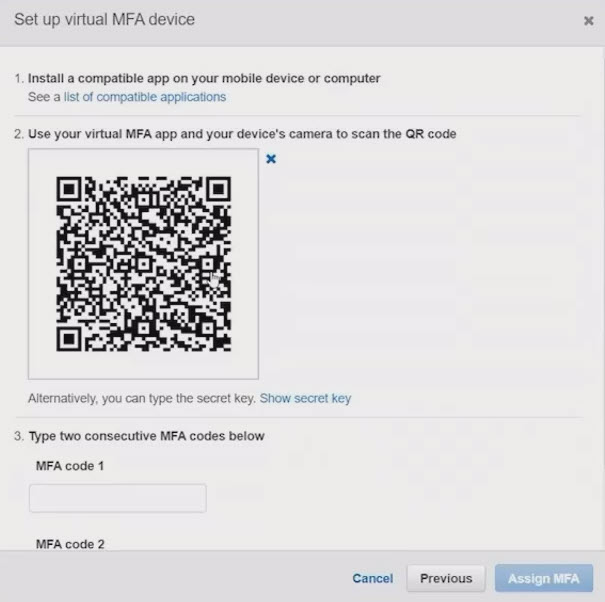 Set up virtual MFA device
1. Install a compatible app on your mobile device or computer
See a list of compatible applications
2. Use your virtual MFA app and your device's camera to scan the QR code
Alternatively, you can type the secret key. Show secret key
3. Type two consecutive MFA codes below
MFA code 1
MFA code 2
Cancel Previous Assign MFA